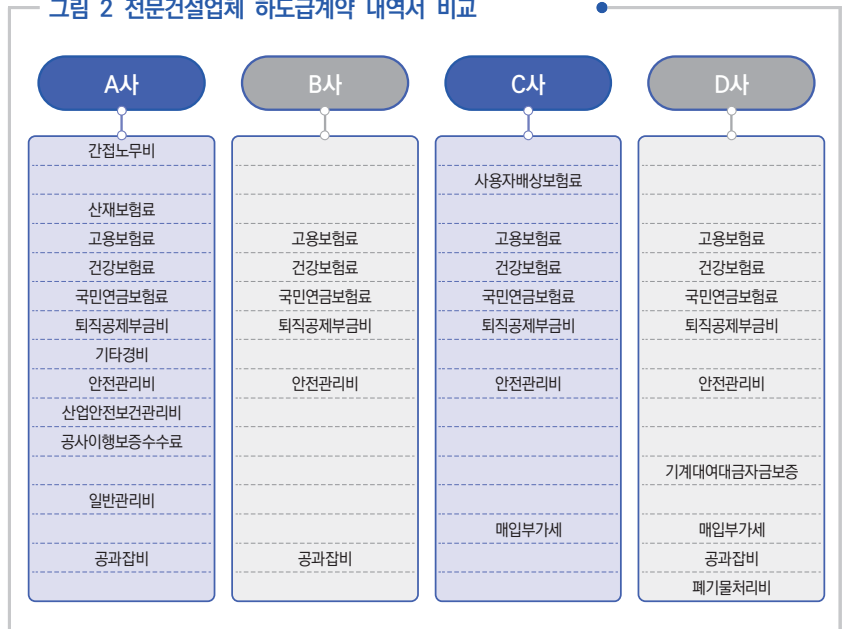 그림 2 전문건설업체 하도급계약 내역서 비교
A사
간접노무비
산재보험료
고용보험료
건강보험료
국민연금보험료
퇴직공제부금비
기타경비
안전관리비
산업안전보건관리비
공사이행보증수수료
일반관리비
공과잡비
B사
고용보험료
건강보험료
국민연금보험료
퇴직공제부금비
안전관리비
공과잡비
C사
사용자배상보험료
고용보험료
건강보험료
국민연금보험료
퇴직공제부금비
안전관리비
매입부가세
D사
고용보험료
건강보험료
국민연금보험료
퇴직공제부금비
안전관리비
기계대여대금자금보증
매입부가세
공과잡비
폐기물처리비